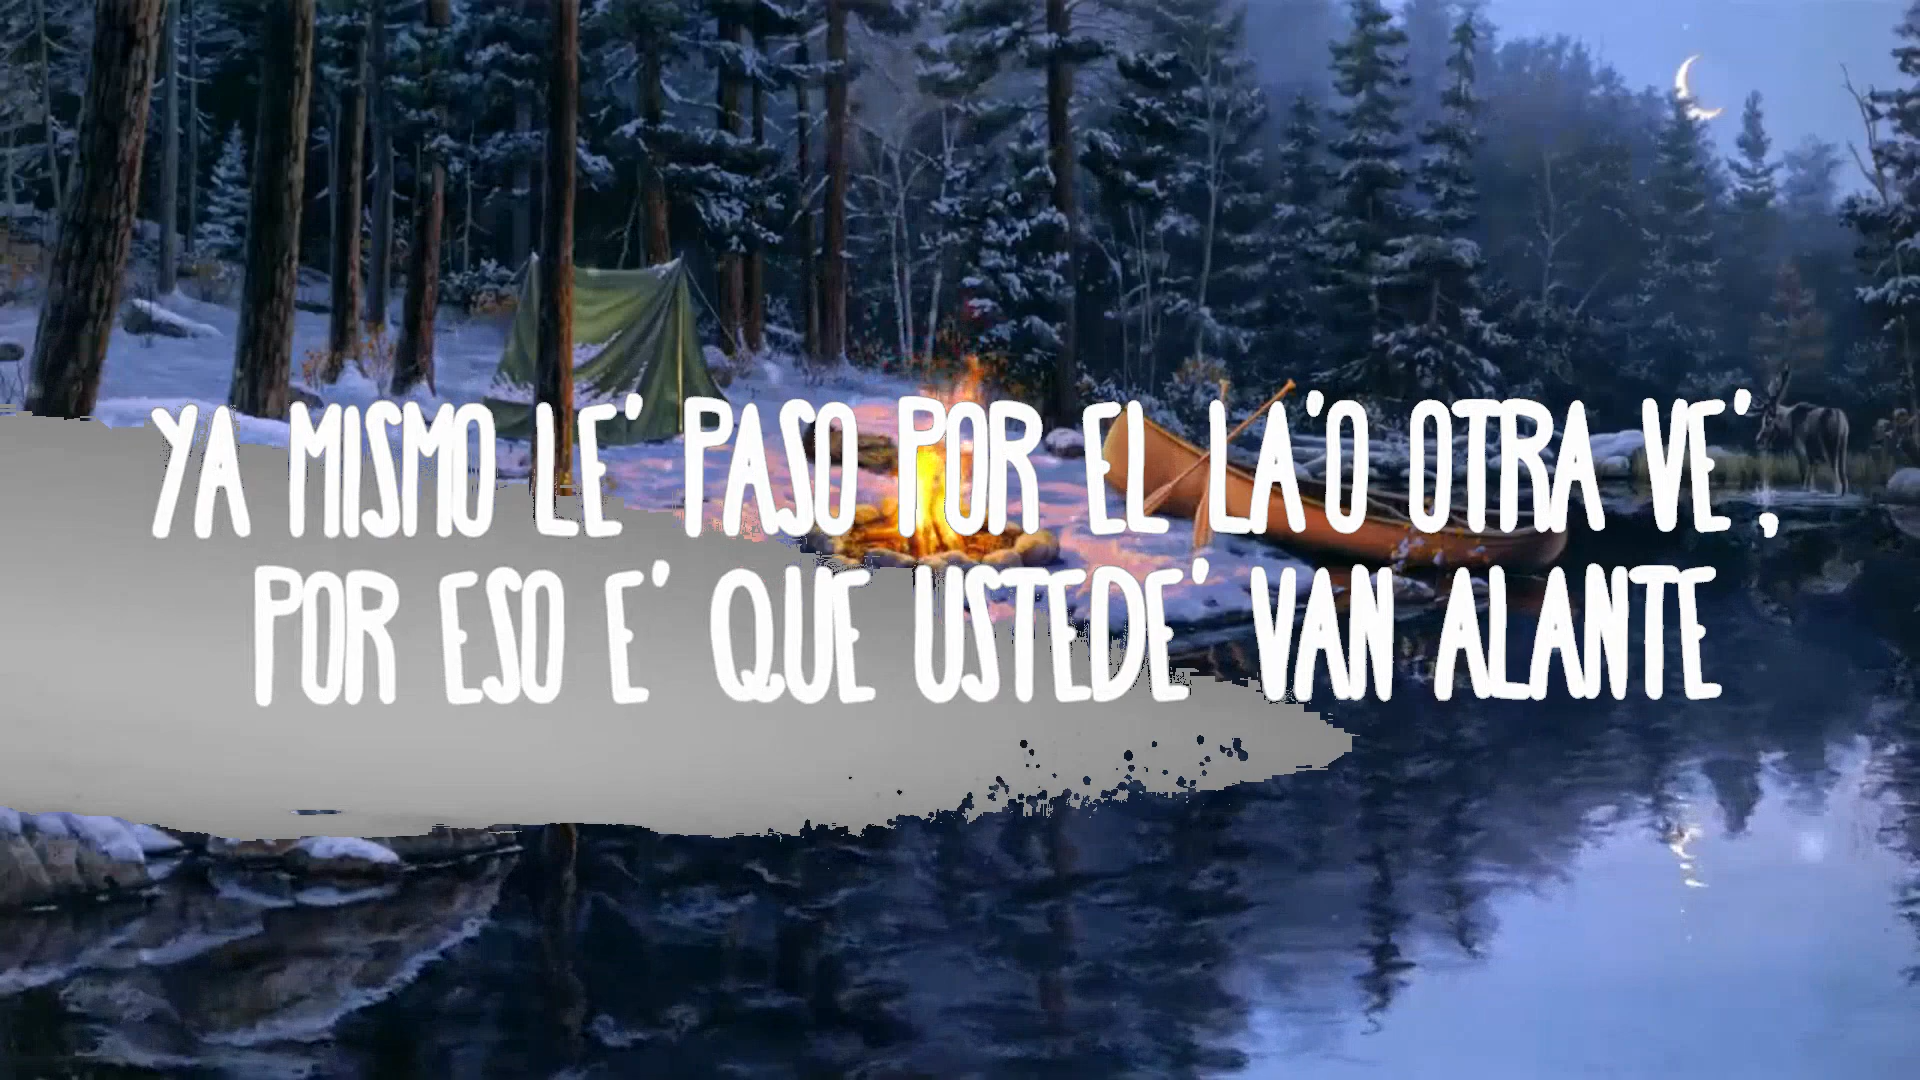 YA MISMO LE' PASO POR EL LA'O OTRA VE',
POR ESO E' QUE USTEDE' VAN ALANTE